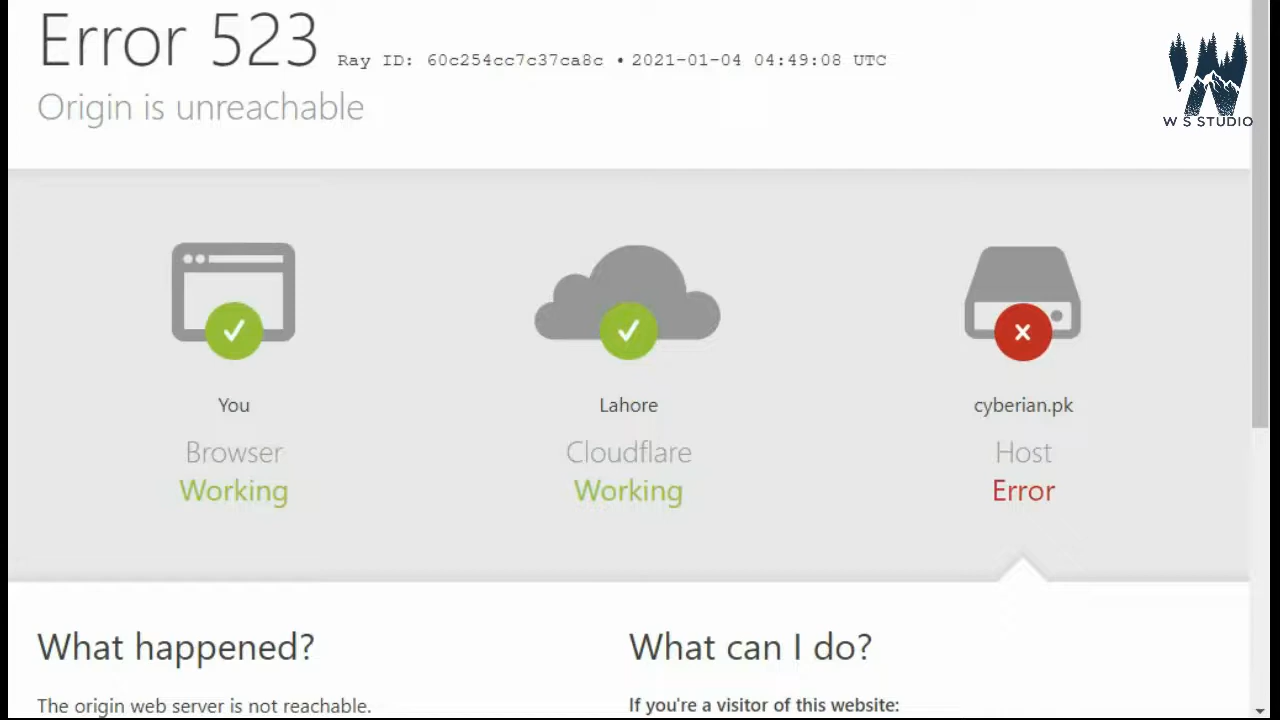 Error 523 Ray ID: 60c254cc7c37ca8c • 2021-01-04 04:49:08 UTC
Origin is unreachable
W S STUDIO
You
Browser
Working
Lahore
Cloudflare
Working
cyberian.pk
Host
Error
What happened?
The origin web server is not reachable.
What can I do?
If you're a visitor of this website: